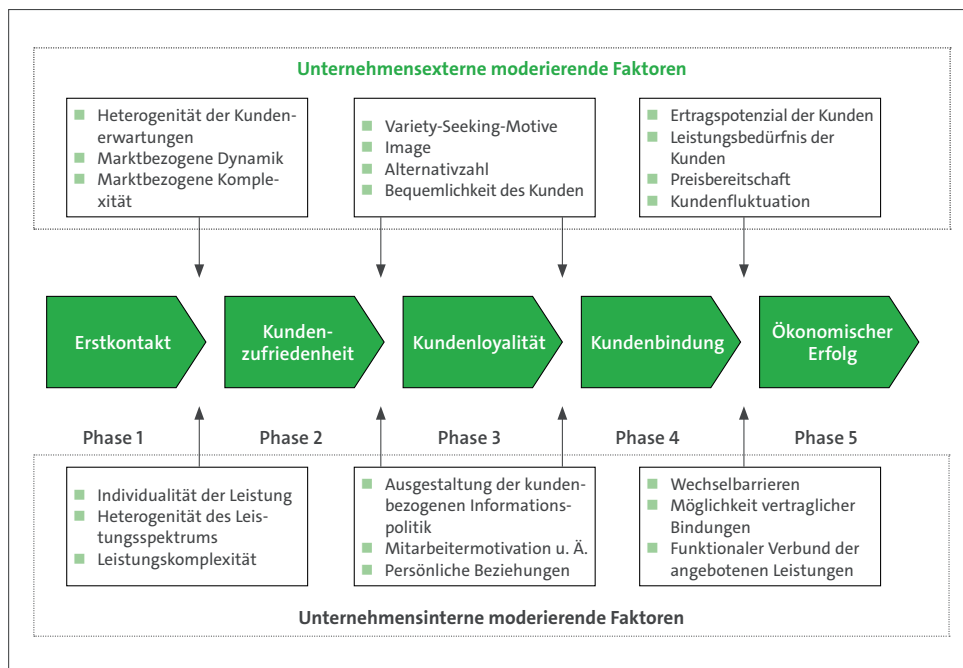 Unternehmensexterne moderierende Faktoren
Heterogenität der Kunden-
erwartungen
Marktbezogene Dynamik
Marktbezogene Komple-
xität
Variety-Seeking-Motive
Image
Alternativzahl
Bequemlichkeit des Kunden
Ertragspotenzial der Kunden
Leistungsbedürfnis der
Kunden
Preisbereitschaft
Kundenfluktuation
Erstkontakt
Kunden-
zufriedenheit
Kundenloyalität
Kundenbindung
Ökonomischer
Erfolg
Phase 1
Phase 2
Phase 3
Phase 4
Phase 5
Individualität der Leistung
Heterogenität des Leis-
tungsspektrums
Leistungskomplexität
Ausgestaltung der kunden-
bezogenen Informations-
politik
Mitarbeitermotivation u. Ä.
Persönliche Beziehungen
Wechselbarrieren
Möglichkeit vertraglicher
Bindungen
Funktionaler Verbund der
angebotenen Leistungen
Unternehmensinterne moderierende Faktoren